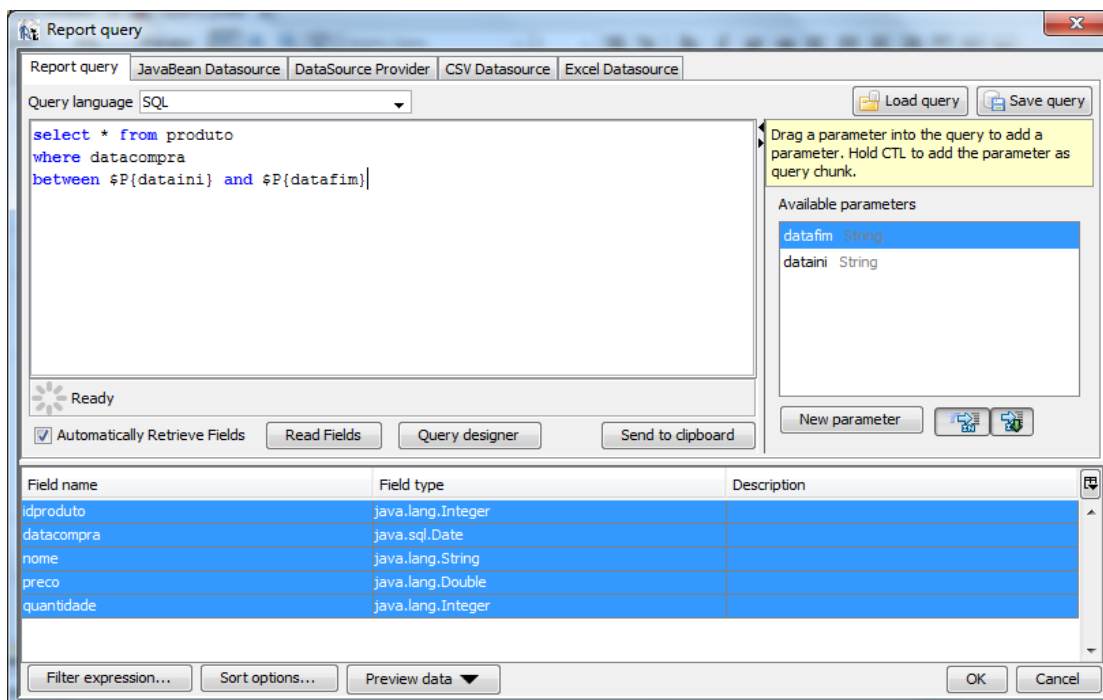 Report query
Report query JavaBean Datasource DataSource Provider CSV Datasource Excel Datasource
Query language SQL
Load query Save query
select * from produto
where datacompra
between $P{dataini} and $P{datafim}
Drag a parameter into the query to add a
parameter. Hold CTL to add the parameter as
query chunk.
Available parameters
datafim String
dataini String
Ready
New parameter
Automatically Retrieve Fields Read Fields Query designer Send to clipboard
Field name Field type Description
idproduto java.lang.Integer
datacompra java.sql.Date
nome java.lang.String
preco java.lang.Double
quantidade java.lang.Integer
Filter expression... Sort options... Preview data OK Cancel